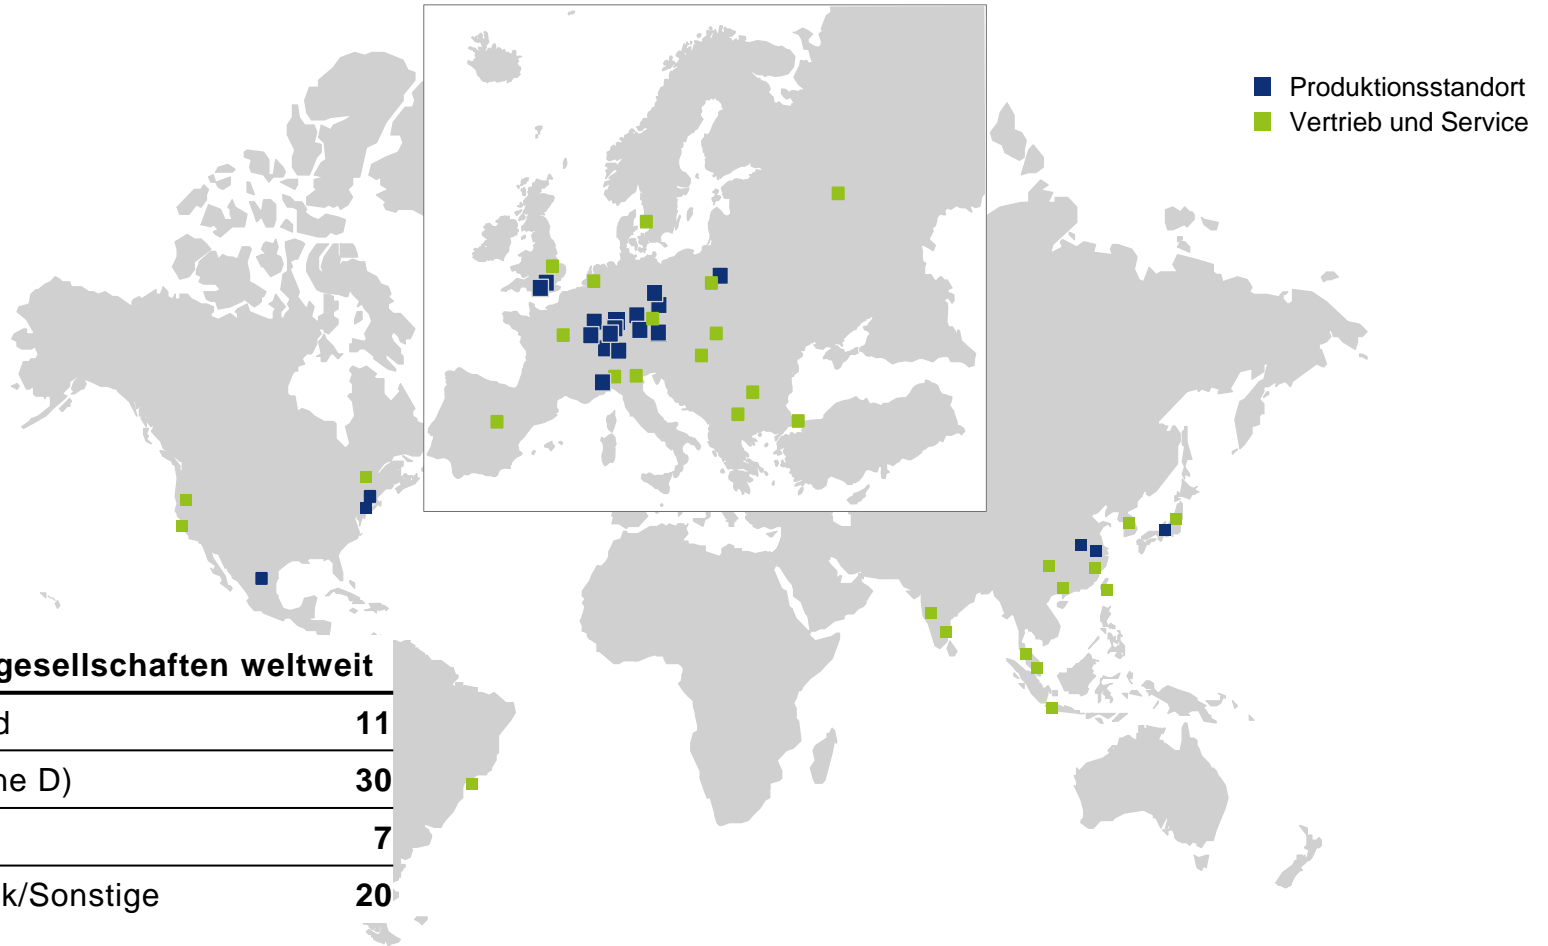 Produktionsstandort
Vertrieb und Service
gesellschaften weltweit
d 11
ne D) 30
7
k/Sonstige 20